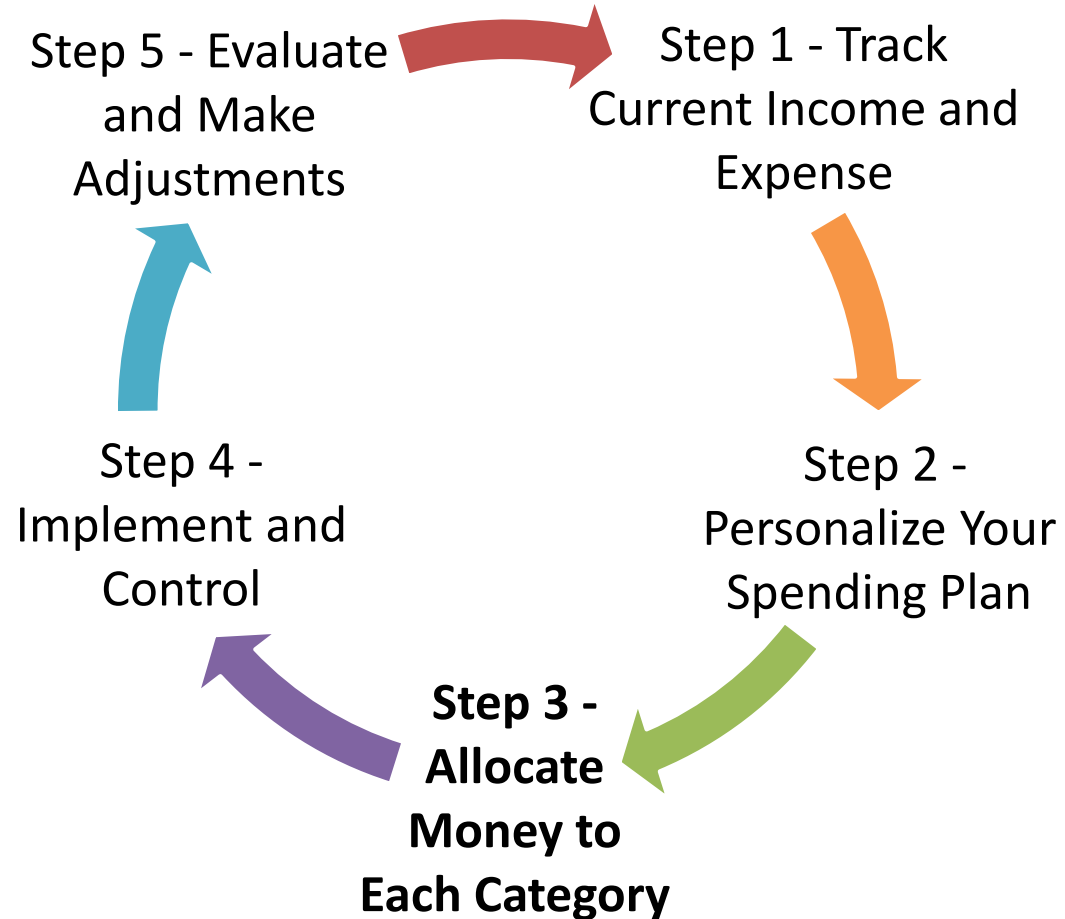 Step 1 - Track
Current Income and
Expense
Step 2 -
Personalize Your
Spending Plan
Step 3 -
Allocate
Money to
Each Category
Step 4 -
Implement and
Control
Step 5 - Evaluate
and Make
Adjustments